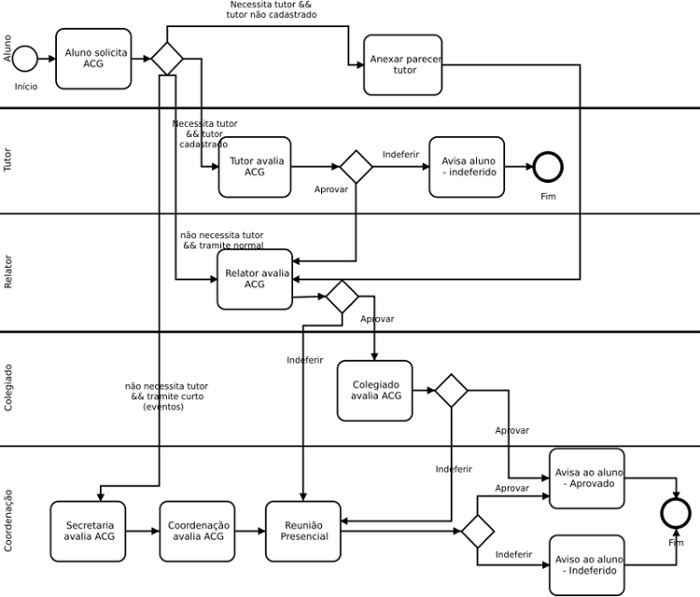 Necessita tutor &&
tutor não cadastrado
Aluno
Início
Aluno solicita
ACG
Anexar parecer
tutor
Tutor
Necessita tutor
&& tutor
cadastrado
Tutor avalia
ACG
Indeferir
Aprovar
Avisa aluno
- indeferido
Fim
Relator
não necessita tutor
&& tramite normal
Relator avalia
ACG
Aprovar
Indeferir
Colegiado
não necessita tutor
&& tramite curto
(eventos)
Colegiado
avalia ACG
Aprovar
Indeferir
Coordenação
Secretaria
avalia ACG
Coordenação
avalia ACG
Reunião
Presencial
Aprovar
Indeferir
Avisa ao aluno
- Aprovado
Aviso ao aluno
- Indeferido
Fim